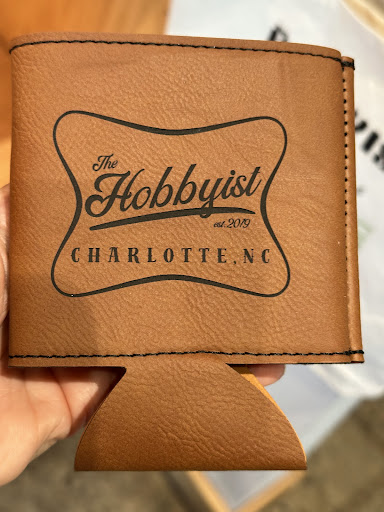 The
Hobbyist
est. 2019
CHARLOTTE, NC